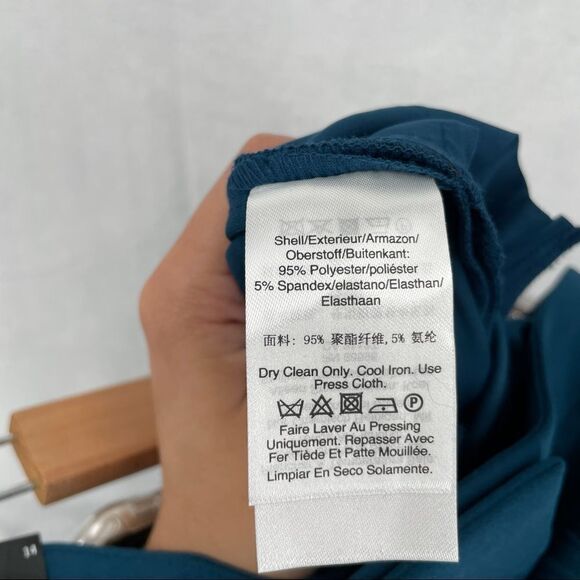 Shell/Exterieur/Armazon/
Oberstoff/Buitenkant:
95% Polyester/poliéster
5% Spandex/elastano/Elasthan/
Elasthaan
面料: 95% 聚酯纤维,5% 氨纶
Dry Clean Only. Cool Iron. Use
Press Cloth.
P
Faire Laver Au Pressing
Uniquement. Repasser Avec
Fer Tiède Et Patte Mouillée.
Limpiar En Seco Solamente.